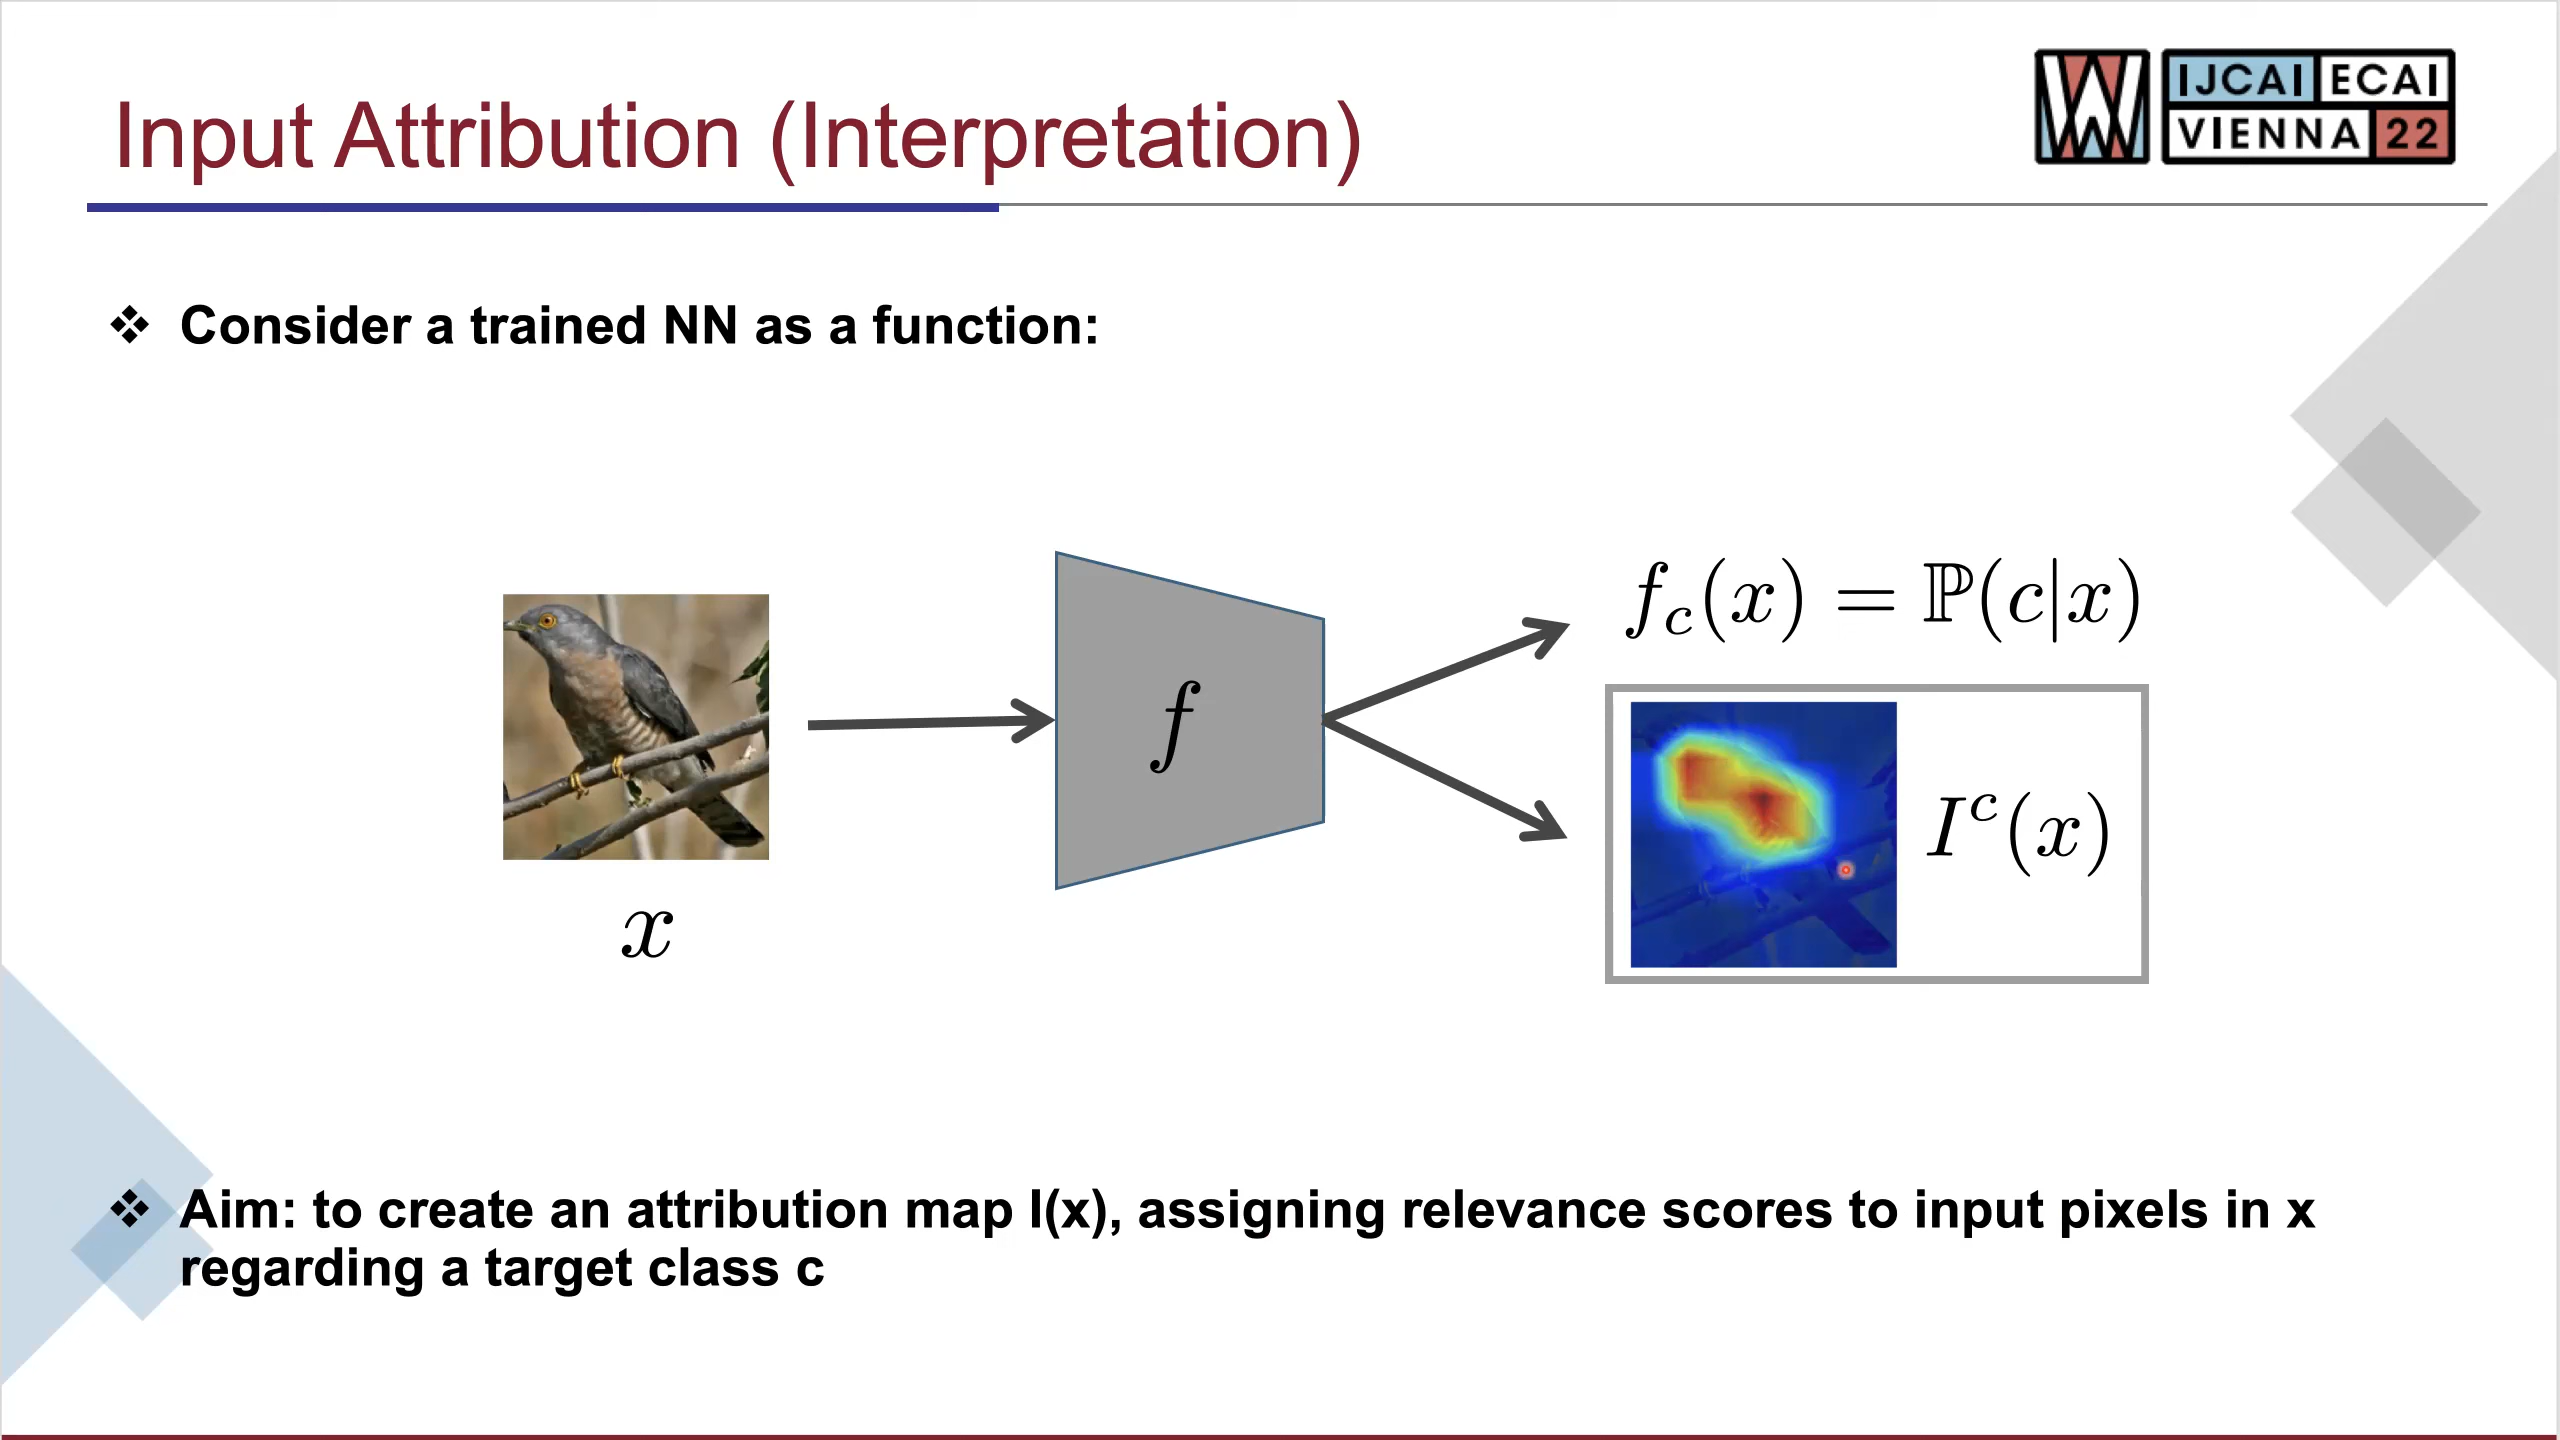 Input Attribution (Interpretation)
IJCAI ECAI
VIENNA 22
❖ Consider a trained NN as a function:
f_c(x) = ℙ(c|x)
f
I^c(x)
x
❖ Aim: to create an attribution map I(x), assigning relevance scores to input pixels in x
regarding a target class c